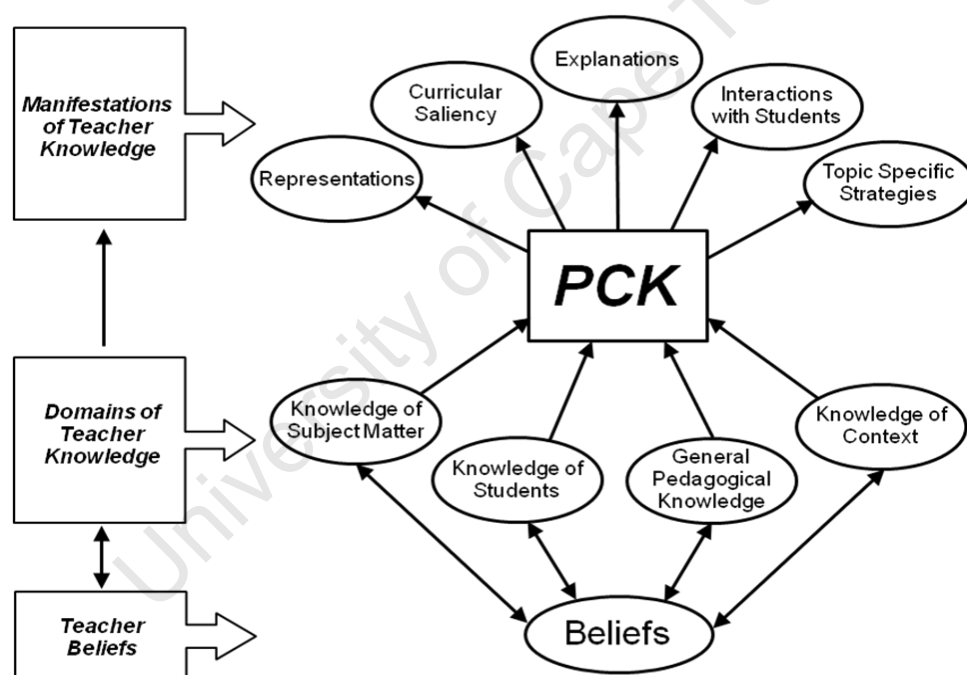 Explanations
Curricular
Saliency
Interactions
with Students
Manifestations
of Teacher
Knowledge
Representations
Topic Specific
Strategies
PCK
Domains of
Teacher
Knowledge
Knowledge of
Subject Matter
Knowledge of
Students
General
Pedagogical
Knowledge
Knowledge of
Context
Teacher
Beliefs
Beliefs
University of Cape To